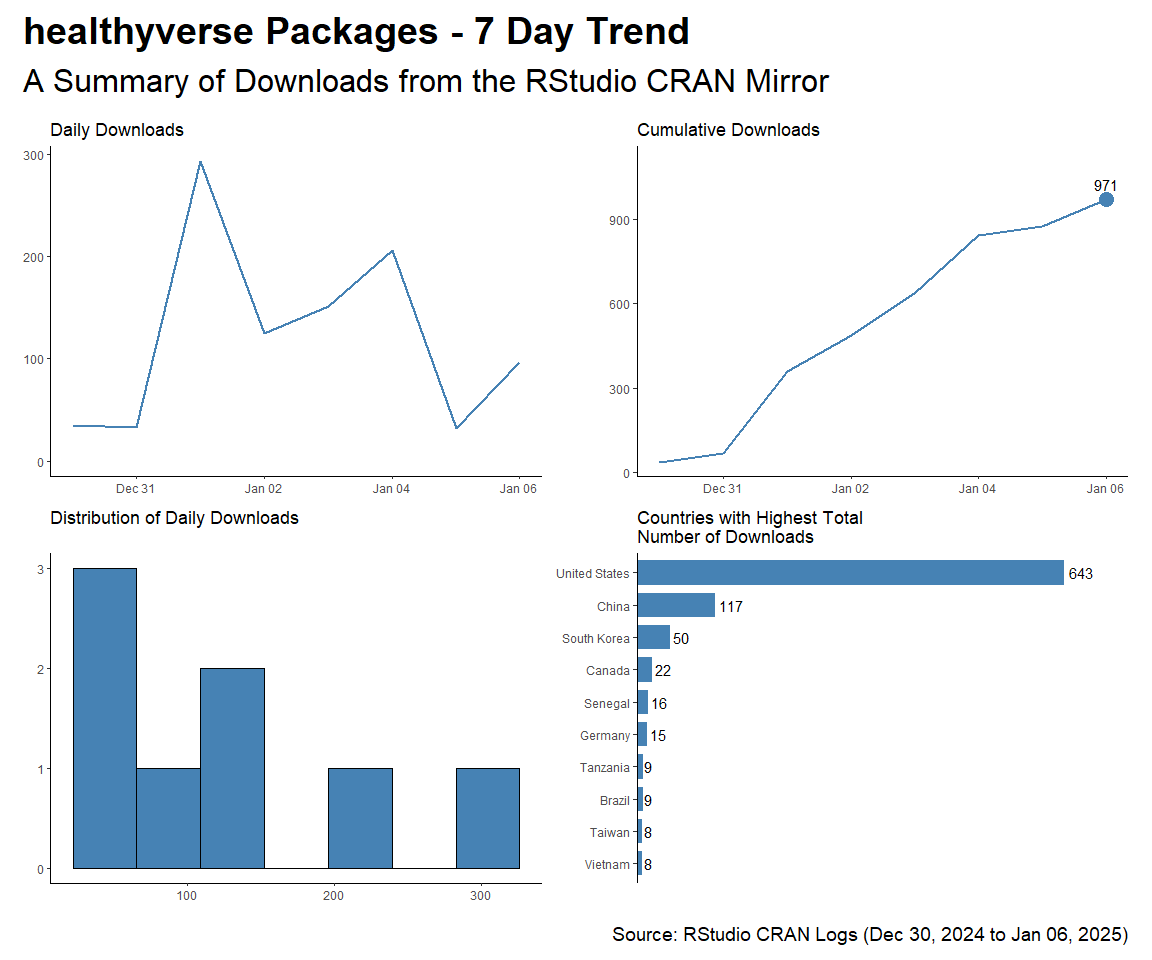 healthyverse Packages - 7 Day Trend
A Summary of Downloads from the RStudio CRAN Mirror
Daily Downloads
300
200
100
0
Dec 31 Jan 02 Jan 04 Jan 06
Cumulative Downloads
971
900
600
300
0
Dec 31 Jan 02 Jan 04 Jan 06
Distribution of Daily Downloads
3
2
1
0
100 200 300
Countries with Highest Total
Number of Downloads
United States 643
China 117
South Korea 50
Canada 22
Senegal 16
Germany 15
Tanzania 9
Brazil 9
Taiwan 8
Vietnam 8
Source: RStudio CRAN Logs (Dec 30, 2024 to Jan 06, 2025)